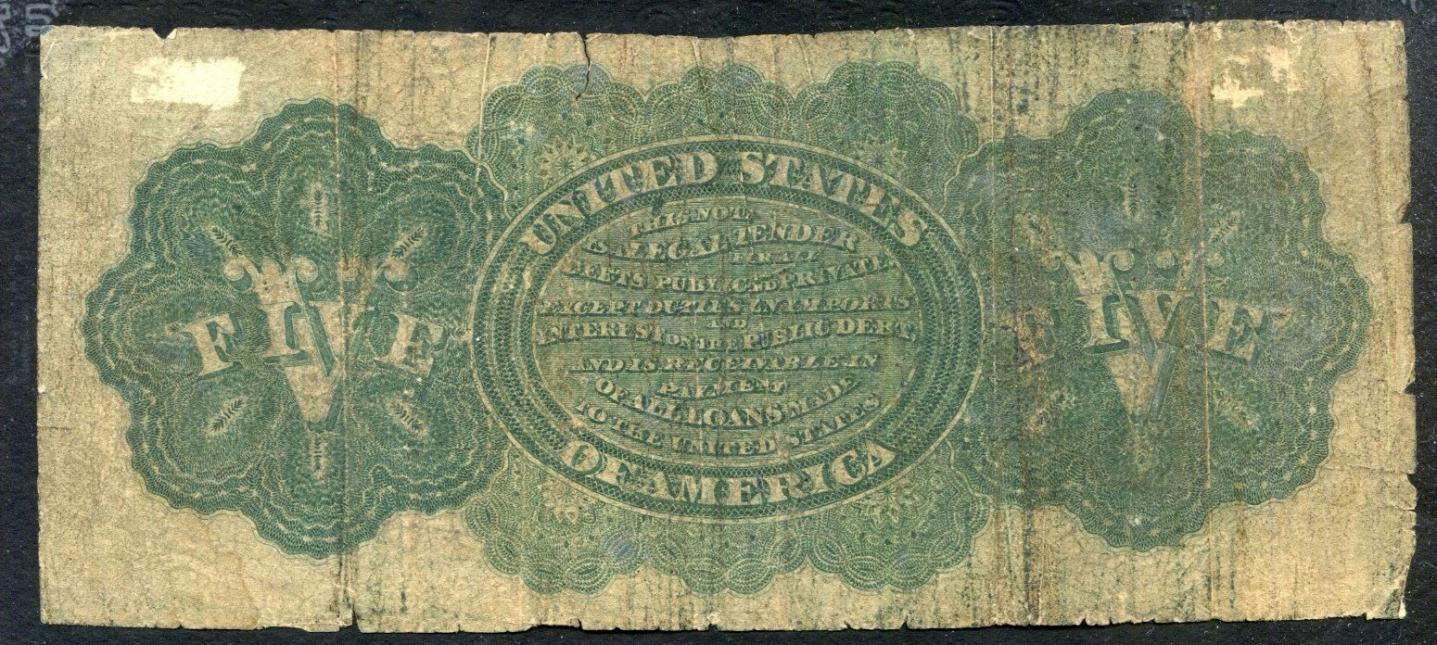 UNITED STATES
THIS NOTE
IS A LEGAL TENDER
FOR ALL
DEBTS PUBLIC AND PRIVATE,
EXCEPT DUTIES ON IMPORTS
AND
INTEREST ON THE PUBLIC DEBT,
AND IS RECEIVABLE IN
PAYMENT
OF ALL LOANS MADE
TO THE UNITED STATES
OF AMERICA
FIVE
V
FIVE
V